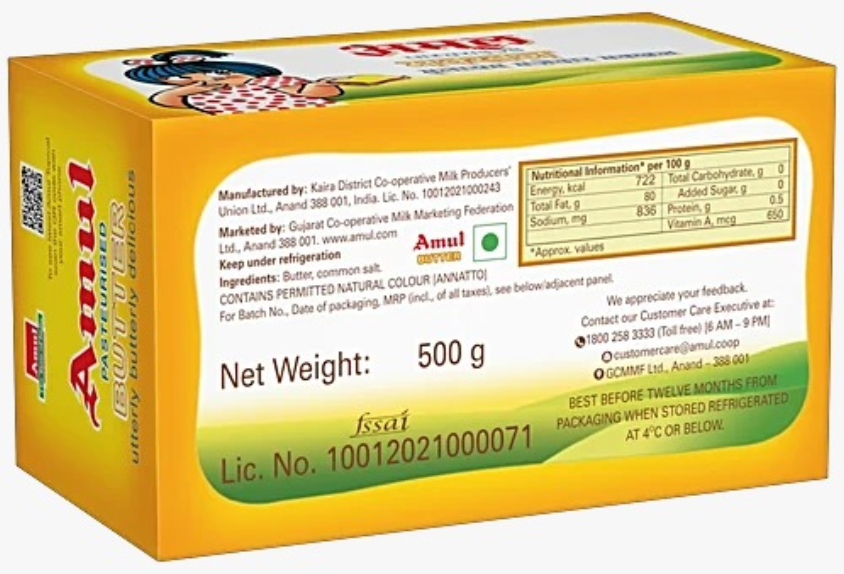 अमूल
Amul
PASTEURISED
BUTTER
utterly butterly delicious
Amul
Manufactured by: Kaira District Co-operative Milk Producers'
Union Ltd., Anand 388 001, India. Lic. No. 10012021000243
Marketed by: Gujarat Co-operative Milk Marketing Federation
Ltd., Anand 388 001. www.amul.com
Keep under refrigeration
Ingredients: Butter, common salt.
CONTAINS PERMITTED NATURAL COLOUR [ANNATTO]
For Batch No., Date of packaging, MRP (incl., of all taxes), see below/adjacent panel.
Amul
BUTTER
Nutritional Information* per 100 g
Energy, kcal 722 Total Carbohydrate, g 0
Total Fat, g 80 Added Sugar, g 0
Sodium, mg 836 Protein, g 0.5
Vitamin A, mcg 650
*Approx. values
Net Weight: 500 g
We appreciate your feedback.
Contact our Customer Care Executive at:
1800 258 3333 (Toll free) [6 AM – 9 PM]
customercare@amul.coop
GCMMF Ltd., Anand – 388 001
BEST BEFORE TWELVE MONTHS FROM
PACKAGING WHEN STORED REFRIGERATED
AT 4°C OR BELOW.
fssai
Lic. No. 10012021000071